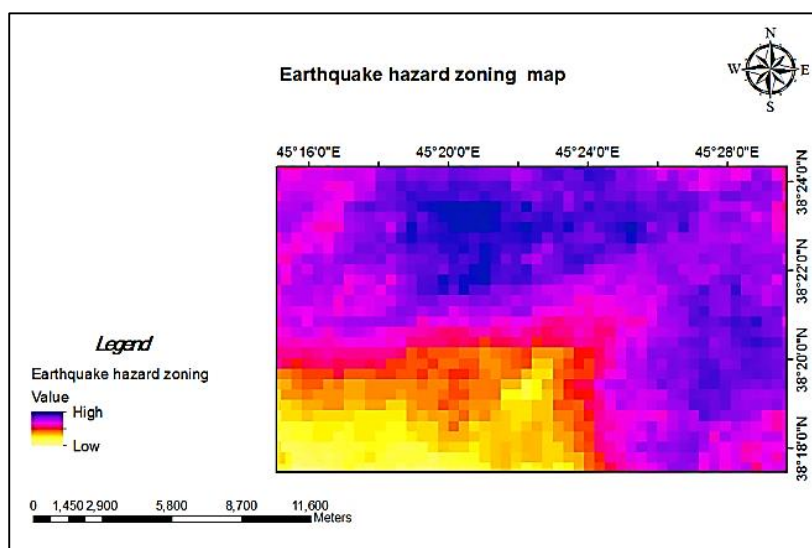 N
W E
S
Earthquake hazard zoning map
45°16'0"E 45°20'0"E 45°24'0"E 45°28'0"E
38°24'0"N
38°22'0"N
38°20'0"N
38°18'0"N
Legend
Earthquake hazard zoning
Value
High
Low
0 1,450 2,900 5,800 8,700 11,600
Meters